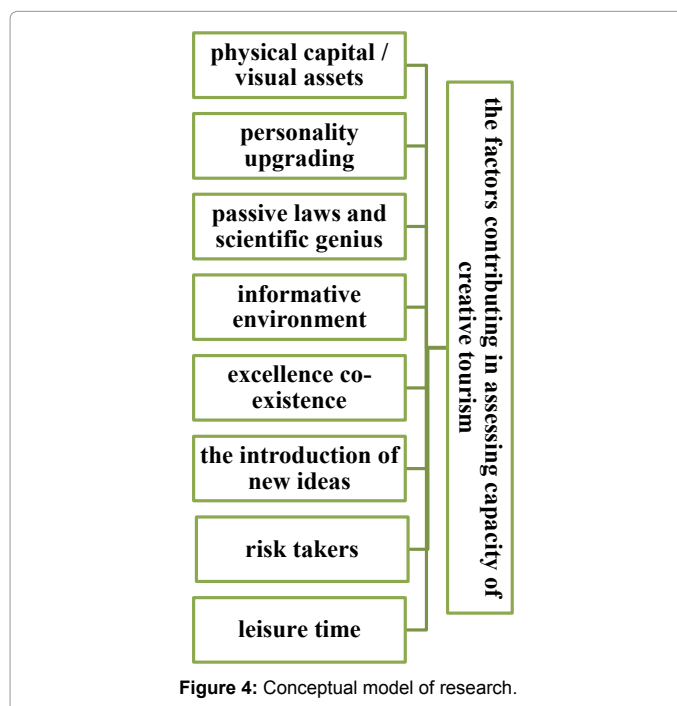 physical capital /
visual assets
personality
upgrading
passive laws and
scientific genius
informative
environment
excellence co-
existence
the introduction of
new ideas
risk takers
leisure time
the factors contributing in assessing capacity of
creative tourism
Figure 4: Conceptual model of research.